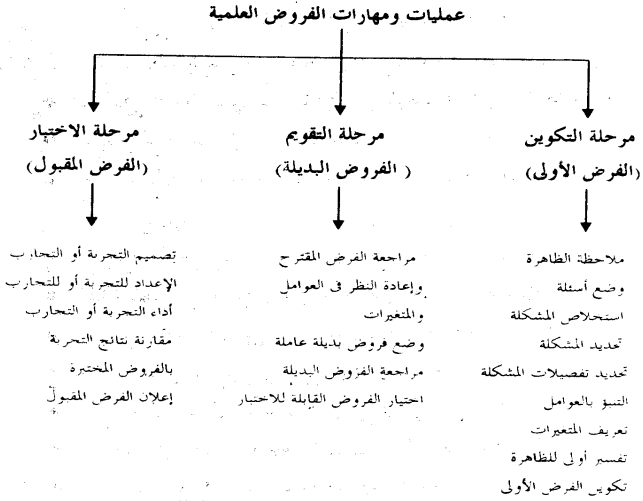 عمليات ومهارات الفروض العلمية
مرحلة التكوين
(الفرض الأولى)
ملاحظة الظاهرة
وضع أسئلة
استخلاص المشكلة
تحديد المشكلة
تحديد تفصيلات المشكلة
التنبؤ بالعوامل
تعريف المتغيرات
تفسير أولى للظاهرة
تكوين الفرض الأولى
مرحلة التقويم
( الفروض البديلة)
مراجعة الفرض المقترح
وإعادة النظر فى العوامل
والمتغيرات
وضع فروض بديلة عاملة
مراجعة الفروض البديلة
اختيار الفروض القابلة للاختبار
مرحلة الاختبار
(الفرض المقبول)
تصميم التجربة أو التجارب
الإعداد للتجربة أو للتجارب
أداء التجربة أو التجارب
مقارنة نتائج التجربة
بالفروض المختبرة
إعلان الفرض المقبول